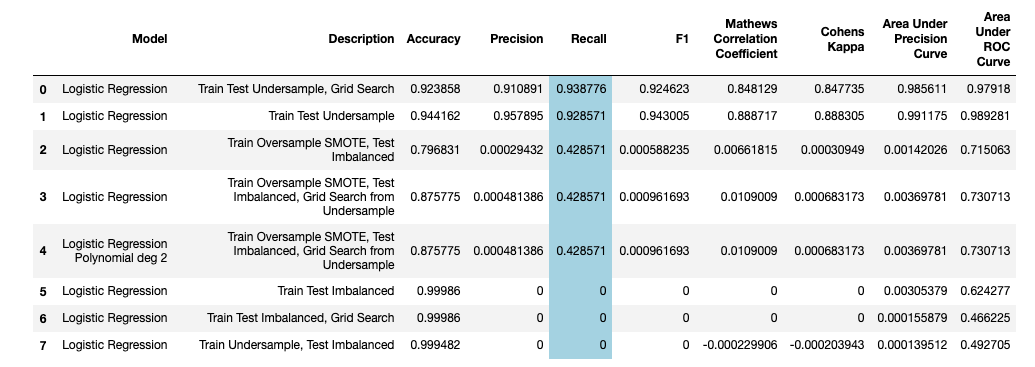 Model Description Accuracy Precision Recall F1 Mathews Correlation Coefficient Cohens Kappa Area Under Precision Curve Area Under ROC Curve
0 Logistic Regression Train Test Undersample, Grid Search 0.923858 0.910891 0.938776 0.924623 0.848129 0.847735 0.985611 0.97918
1 Logistic Regression Train Test Undersample 0.944162 0.957895 0.928571 0.943005 0.888717 0.888305 0.991175 0.989281
2 Logistic Regression Train Oversample SMOTE, Test Imbalanced 0.796831 0.00029432 0.428571 0.000588235 0.00661815 0.00030949 0.00142026 0.715063
3 Logistic Regression Train Oversample SMOTE, Test Imbalanced, Grid Search from Undersample 0.875775 0.000481386 0.428571 0.000961693 0.0109009 0.000683173 0.00369781 0.730713
4 Logistic Regression Polynomial deg 2 Train Oversample SMOTE, Test Imbalanced, Grid Search from Undersample 0.875775 0.000481386 0.428571 0.000961693 0.0109009 0.000683173 0.00369781 0.730713
5 Logistic Regression Train Test Imbalanced 0.99986 0 0 0 0 0 0.00305379 0.624277
6 Logistic Regression Train Test Imbalanced, Grid Search 0.99986 0 0 0 0 0 0.000155879 0.466225
7 Logistic Regression Train Undersample, Test Imbalanced 0.999482 0 0 0 -0.000229906 -0.000203943 0.000139512 0.492705